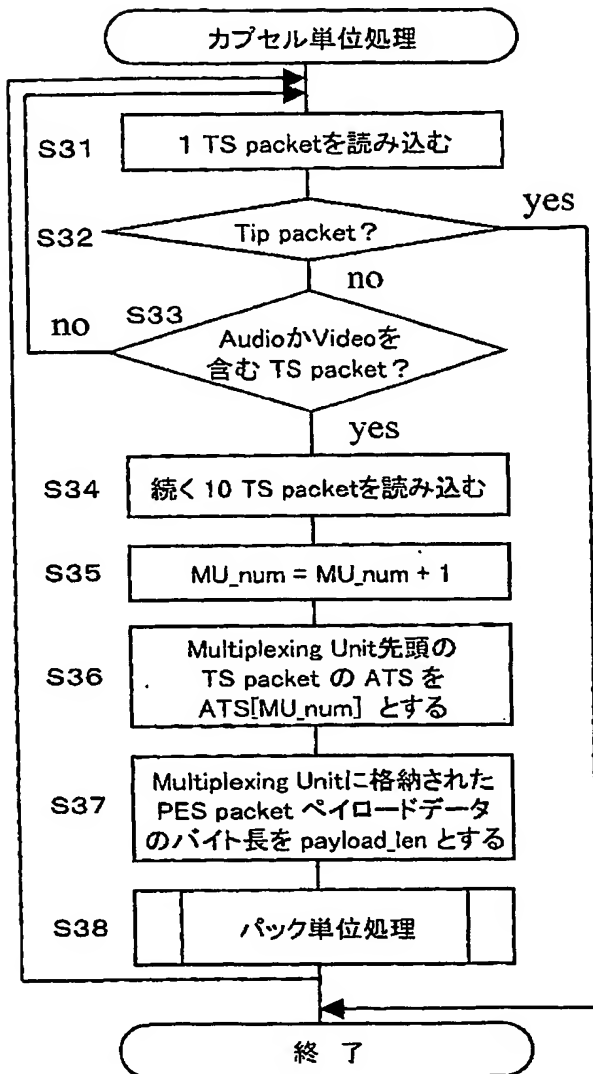 カプセル単位処理
S31
1 TS packetを読み込む
yes
S32
Tip packet?
no
no
S33
AudioかVideoを
含む TS packet?
yes
S34
続く 10 TS packetを読み込む
S35
MU_num = MU_num + 1
S36
Multiplexing Unit先頭の
TS packet の ATS を
ATS[MU_num] とする
S37
Multiplexing Unitに格納された
PES packet ペイロードデータ
のバイト長を payload_len とする
S38
パック単位処理
終 了